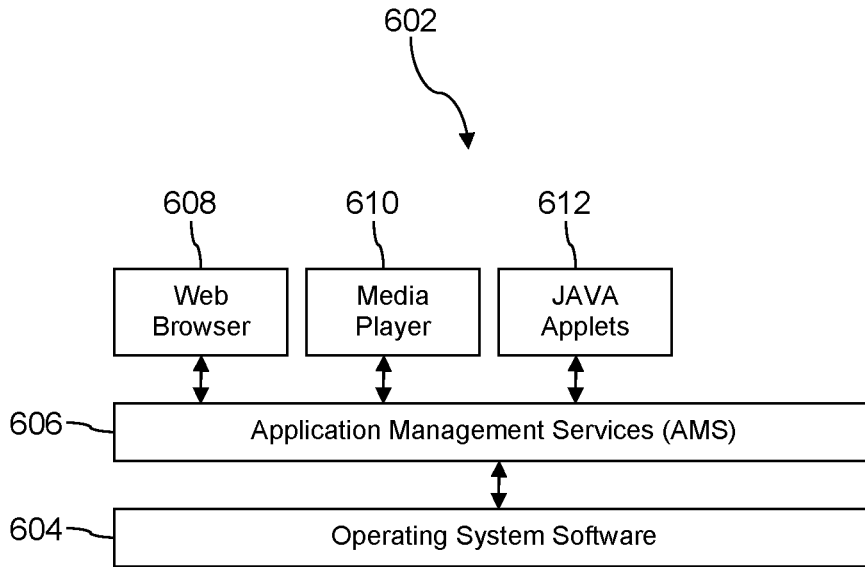 602
608
610
612
Web
Browser
Media
Player
JAVA
Applets
606
Application Management Services (AMS)
604
Operating System Software